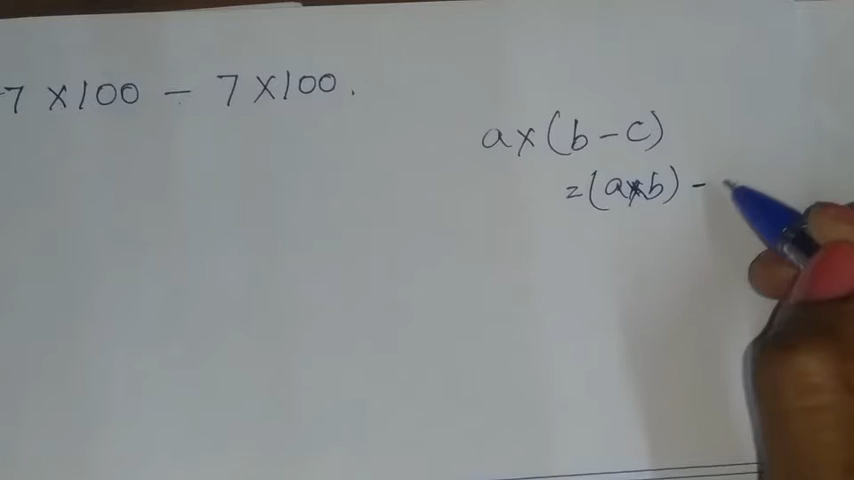 7 × 100 - 7 × 100.
a × (b - c)
= (a × b) -